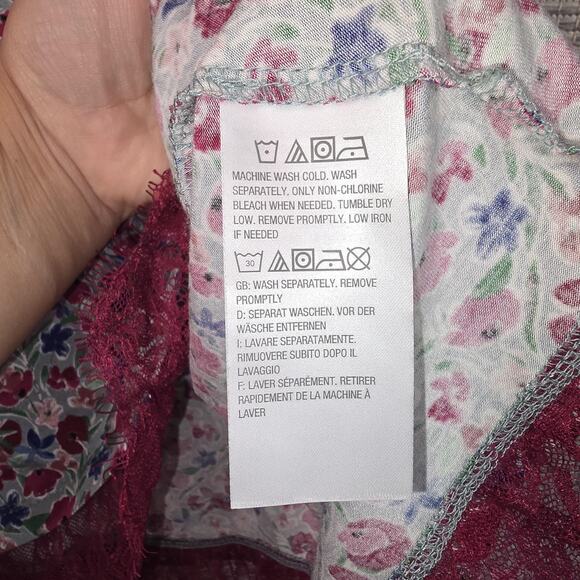 MACHINE WASH COLD. WASH
SEPARATELY. ONLY NON-CHLORINE
BLEACH WHEN NEEDED. TUMBLE DRY
LOW. REMOVE PROMPTLY. LOW IRON
IF NEEDED
30
GB: WASH SEPARATELY. REMOVE
PROMPTLY
D: SEPARAT WASCHEN. VOR DER
WÄSCHE ENTFERNEN
I: LAVARE SEPARATAMENTE.
RIMUOVERE SUBITO DOPO IL
LAVAGGIO
F: LAVER SÉPARÉMENT. RETIRER
RAPIDEMENT DE LA MACHINE À
LAVER